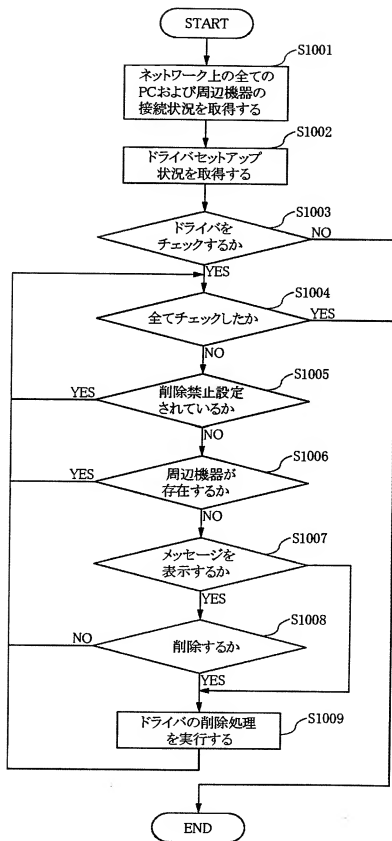 START
S1001
ネットワーク上の全ての
PCおよび周辺機器の
接続状況を取得する
S1002
ドライバセットアップ
状況を取得する
S1003
ドライバを
チェックするか
NO
YES
S1004
全てチェックしたか
YES
NO
S1005
YES
削除禁止設定
されているか
NO
S1006
YES
周辺機器が
存在するか
NO
S1007
メッセージを
表示するか
YES
S1008
NO
削除するか
YES
S1009
ドライバの削除処理
を実行する
END